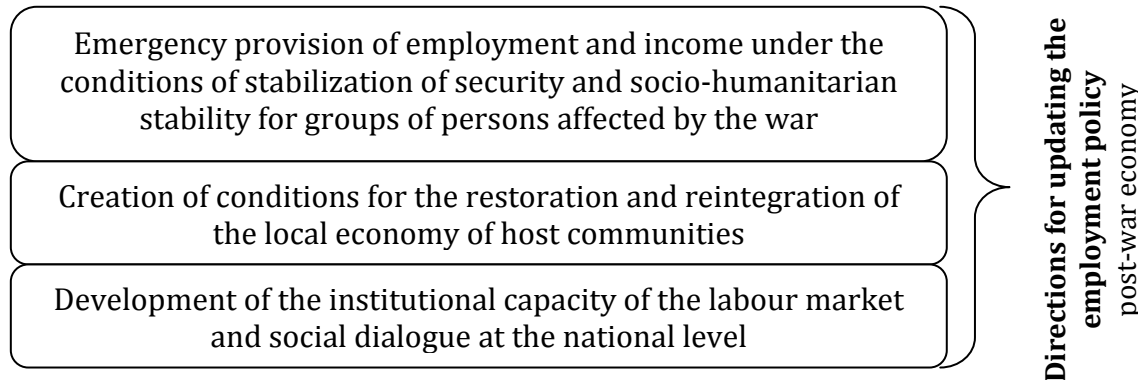 Emergency provision of employment and income under the
conditions of stabilization of security and socio-humanitarian
stability for groups of persons affected by the war
Creation of conditions for the restoration and reintegration of
the local economy of host communities
Development of the institutional capacity of the labour market
and social dialogue at the national level
Directions for updating the
employment policy
post-war economy